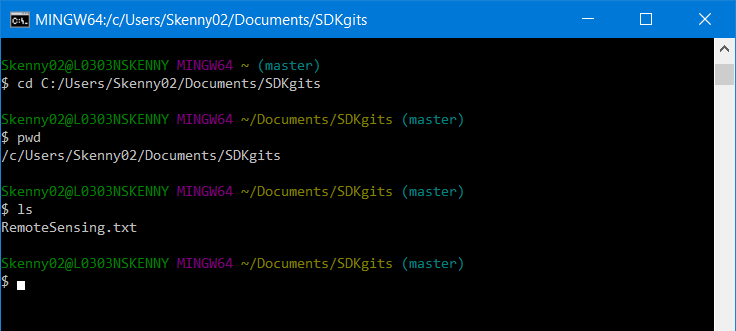 MINGW64:/c/Users/Skenny02/Documents/SDKgits
Skenny02@L0303NSKENNY MINGW64 ~ (master)
$ cd C:/Users/Skenny02/Documents/SDKgits
Skenny02@L0303NSKENNY MINGW64 ~/Documents/SDKgits (master)
$ pwd
/c/Users/Skenny02/Documents/SDKgits
Skenny02@L0303NSKENNY MINGW64 ~/Documents/SDKgits (master)
$ ls
RemoteSensing.txt
Skenny02@L0303NSKENNY MINGW64 ~/Documents/SDKgits (master)
$